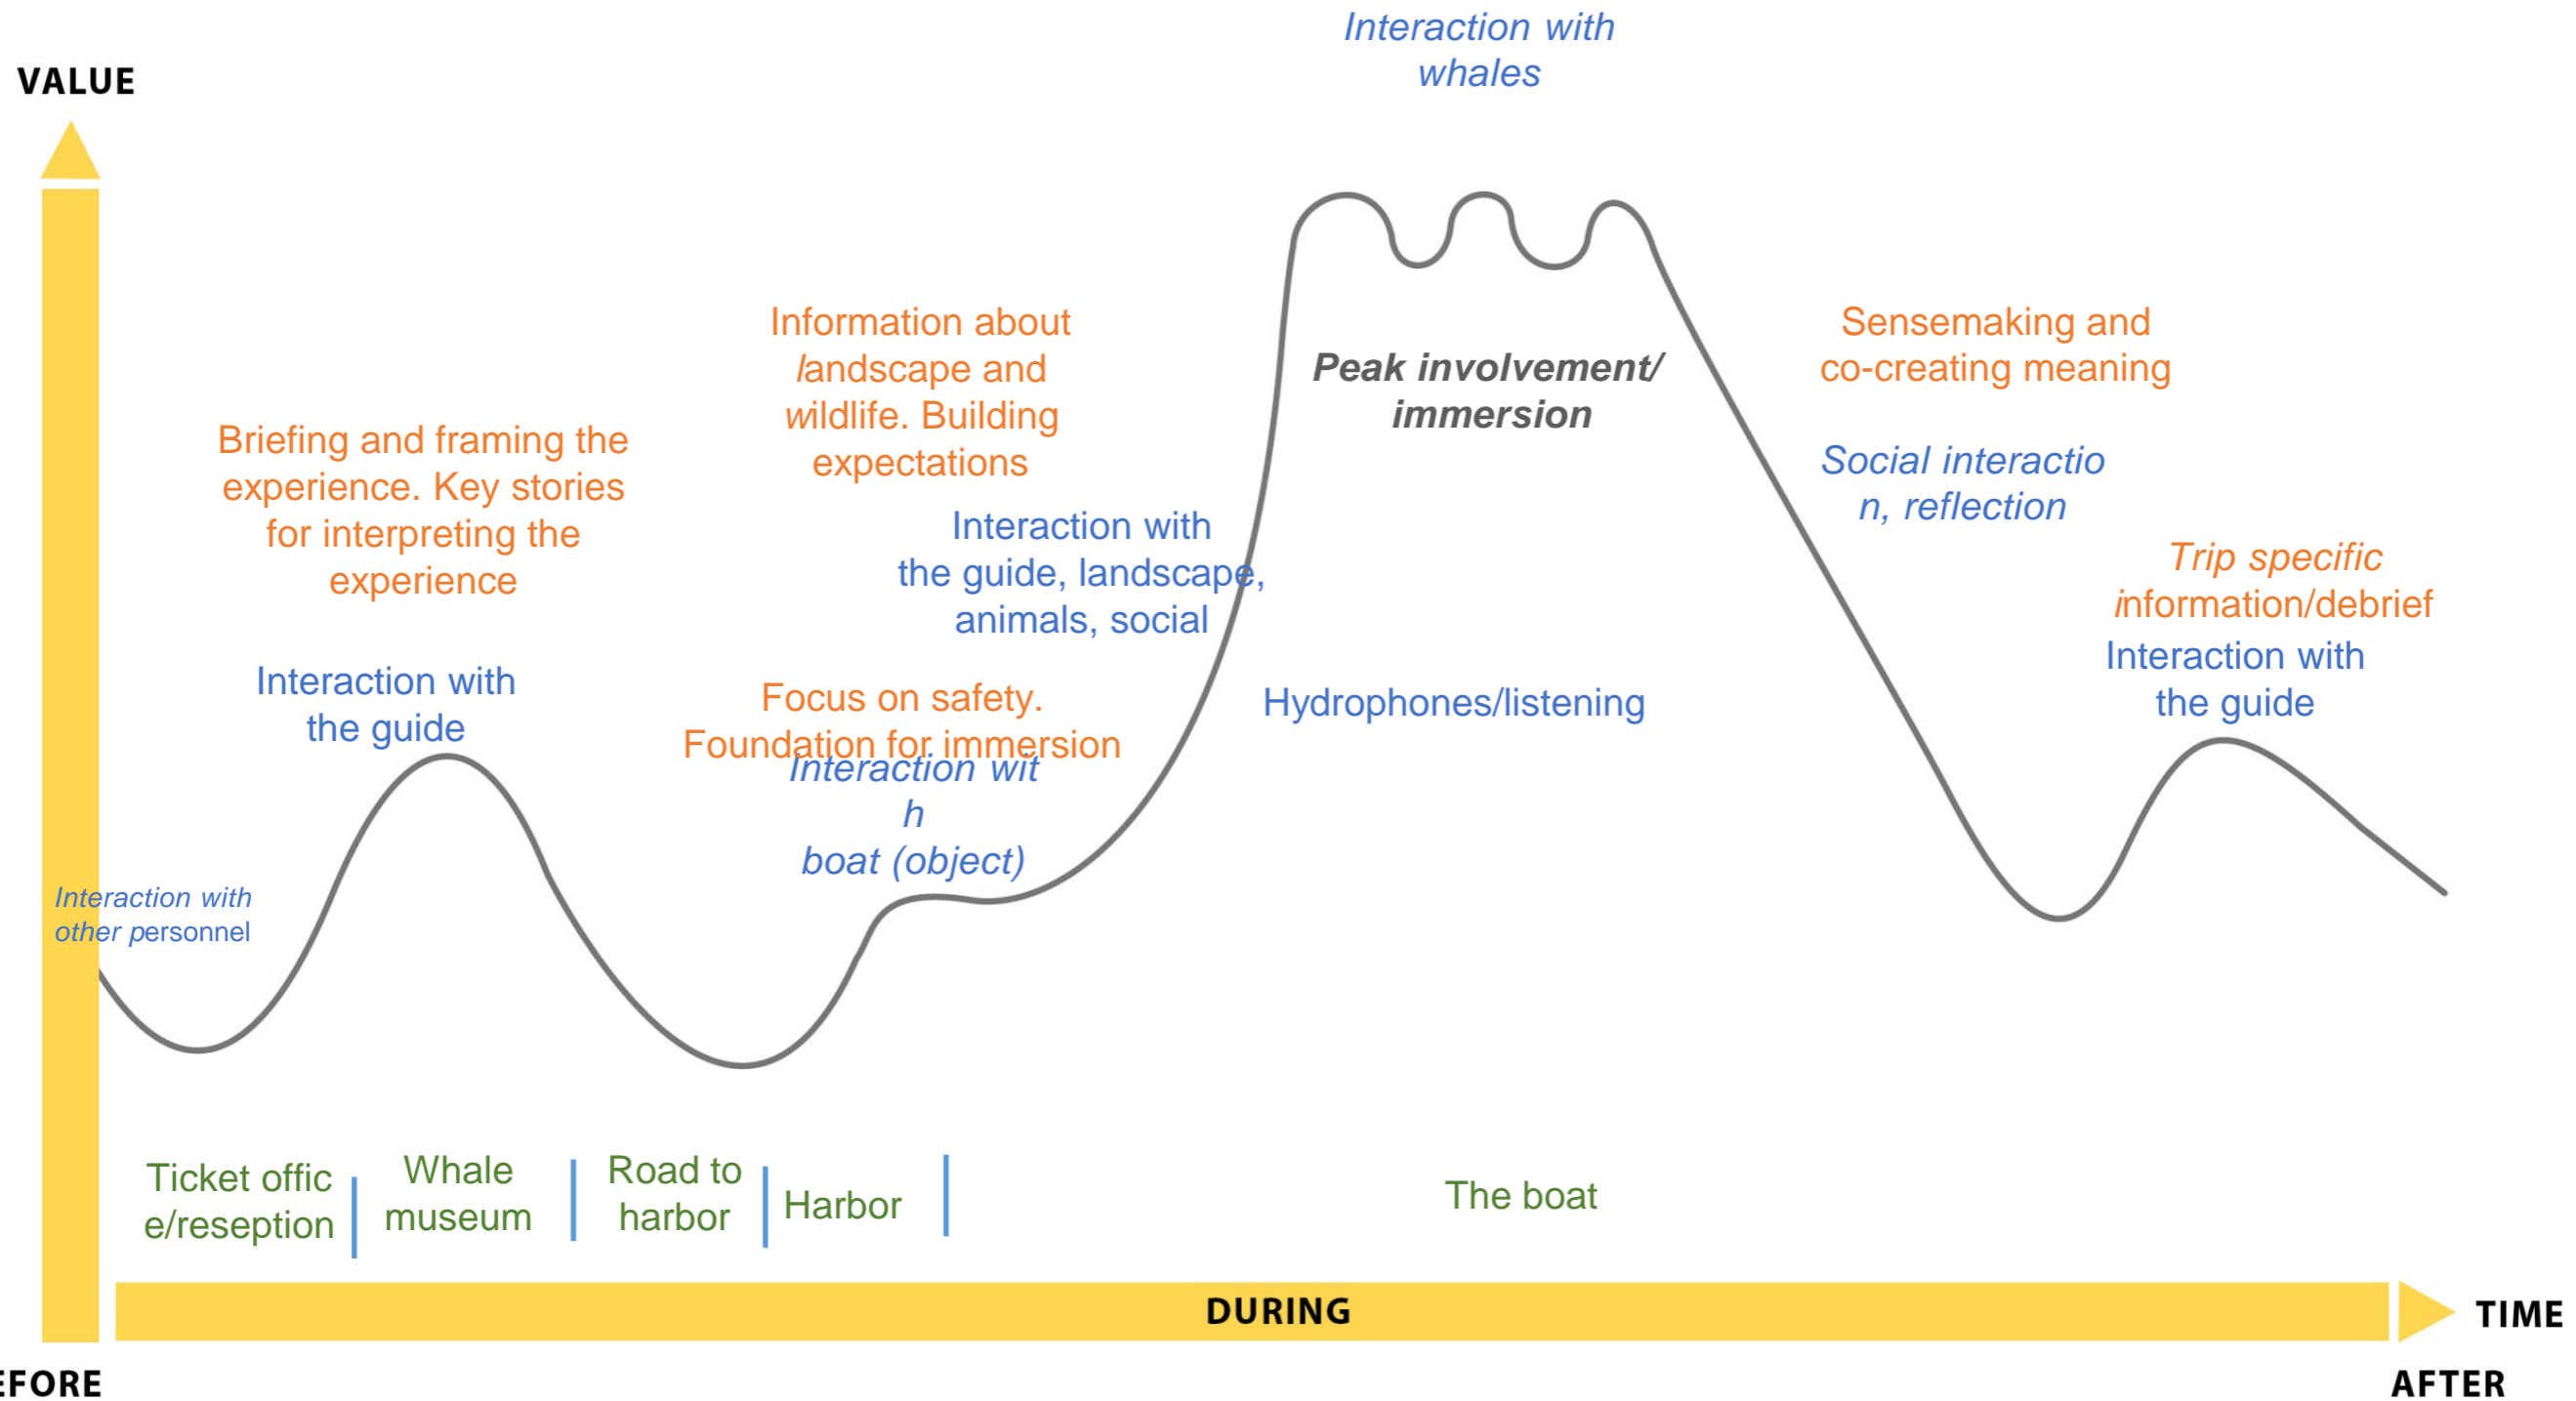 Interaction with
whales
VALUE
Information about
landscape and
wildlife. Building
expectations
Sensemaking and
co-creating meaning
Peak involvement/
immersion
Briefing and framing the
experience. Key stories
for interpreting the
experience
Social interactio
n, reflection
Interaction with
the guide, landscape,
animals, social
Trip specific
information/debrief
Interaction with
the guide
Interaction with
the guide
Focus on safety.
Foundation for immersion
Hydrophones/listening
Interaction wit
h
boat (object)
Interaction with
other personnel
Ticket offic
e/reseption
Whale
museum
Road to
harbor
Harbor
The boat
DURING
TIME
EFORE
AFTER